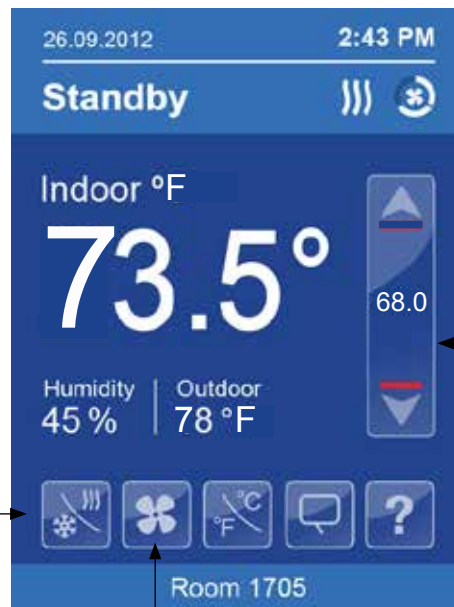 26.09.2012 2:43 PM
Standby
Indoor °F
73.5°
68.0
Humidity Outdoor
45 % 78 °F
°C
°F
?
Room 1705